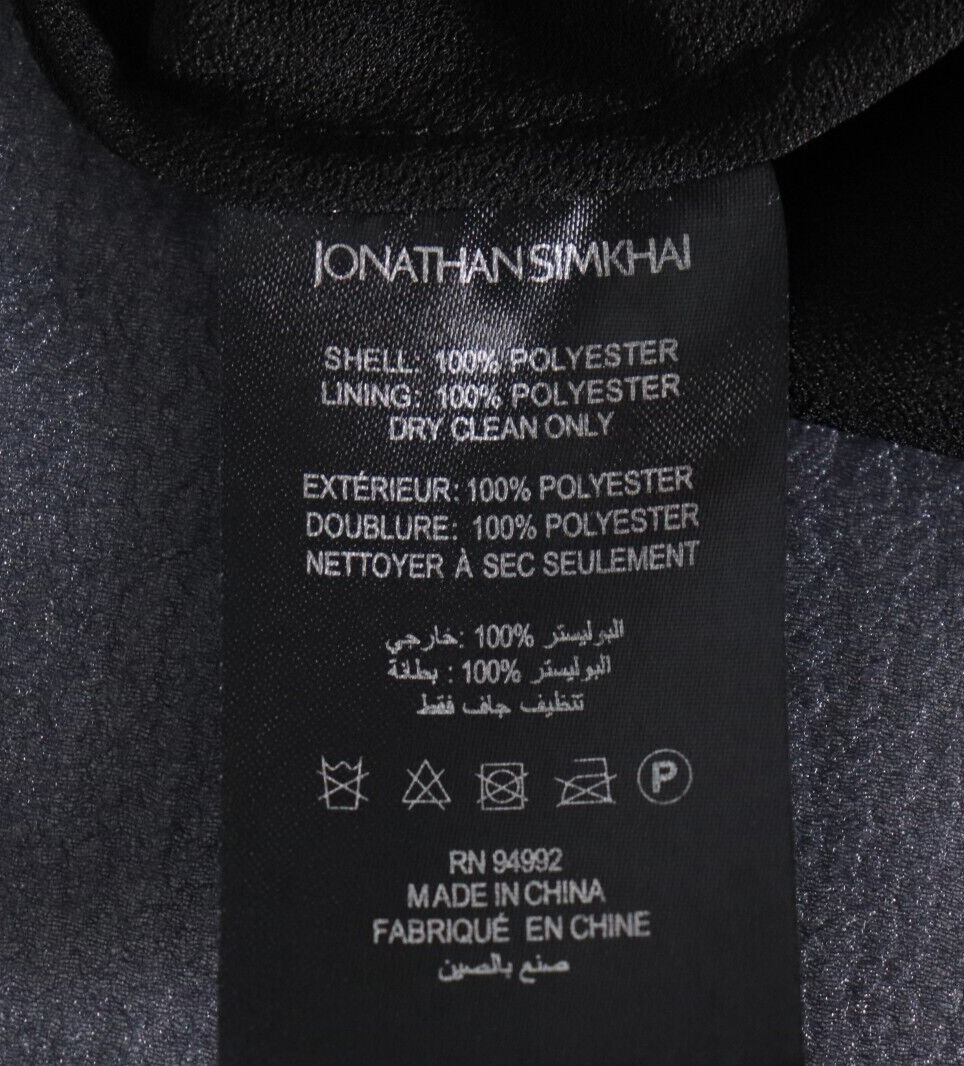 JONATHAN SIMKHAI
SHELL: 100% POLYESTER
LINING: 100% POLYESTER
DRY CLEAN ONLY
EXTÉRIEUR: 100% POLYESTER
DOUBLURE: 100% POLYESTER
NETTOYER À SEC SEULEMENT
البوليستر 100% :خارجي
البوليستر 100% : بطانة
تنظيف جاف فقط
P
RN 94992
MADE IN CHINA
FABRIQUÉ EN CHINE
صنع بالصين